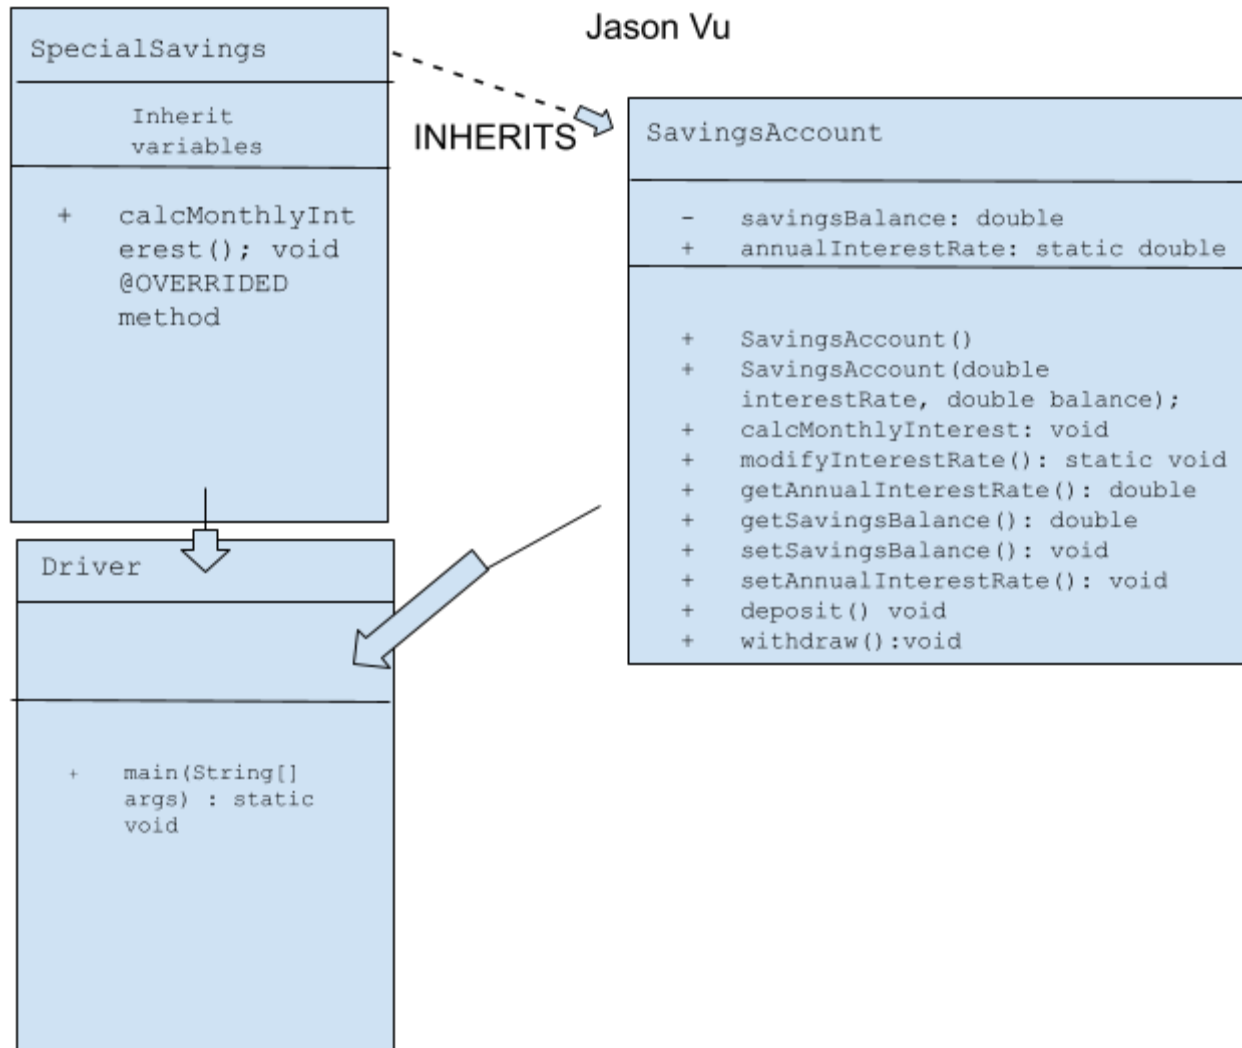 Jason Vu
SpecialSavings
Inherit
variables
+ calcMonthlyInt
erest(); void
@OVERRIDED
method
INHERITS
SavingsAccount
- savingsBalance: double
+ annualInterestRate: static double
+ SavingsAccount()
+ SavingsAccount(double
interestRate, double balance);
+ calcMonthlyInterest: void
+ modifyInterestRate(): static void
+ getAnnualInterestRate(): double
+ getSavingsBalance(): double
+ setSavingsBalance(): void
+ setAnnualInterestRate(): void
+ deposit() void
+ withdraw():void
Driver
+ main(String[]
args) : static
void